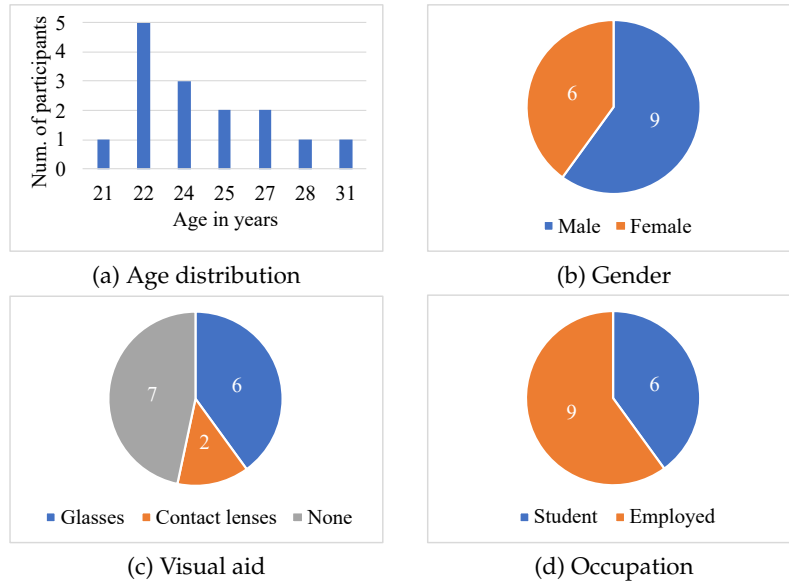 Num. of participants
5
4
3
2
1
0
21 22 24 25 27 28 31
Age in years
(a) Age distribution
6
9
Male Female
(b) Gender
7
6
2
Glasses Contact lenses None
(c) Visual aid
6
9
Student Employed
(d) Occupation